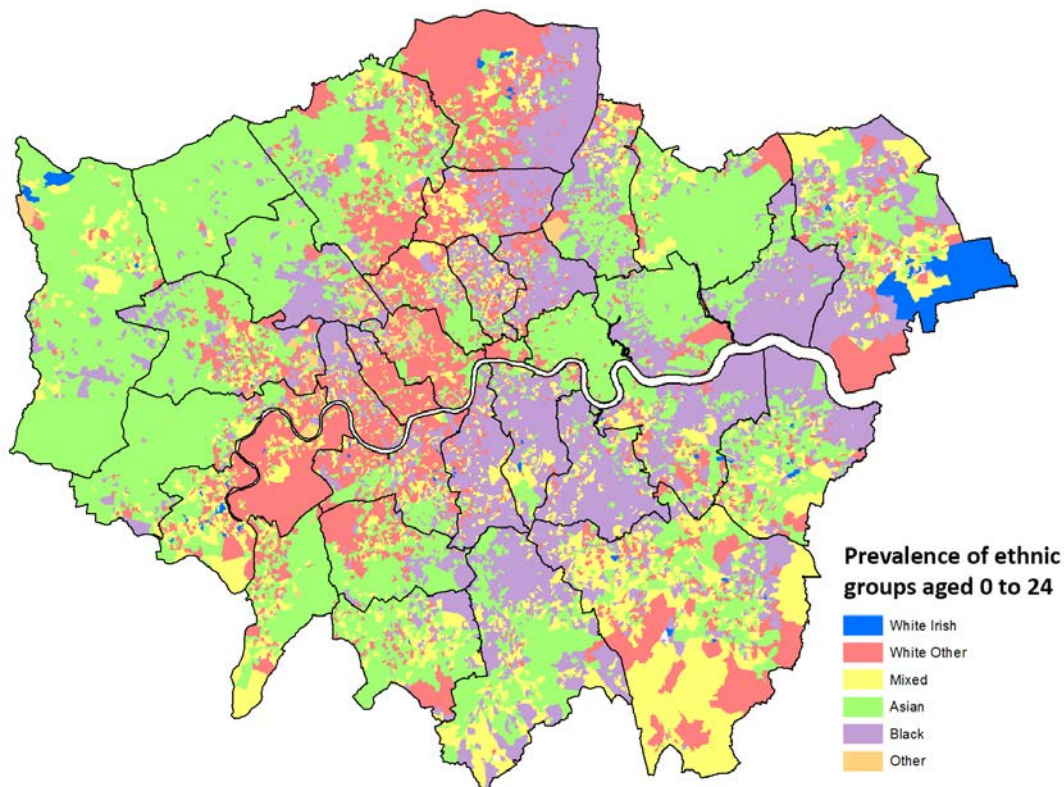 Prevalence of ethnic
groups aged 0 to 24
White Irish
White Other
Mixed
Asian
Black
Other